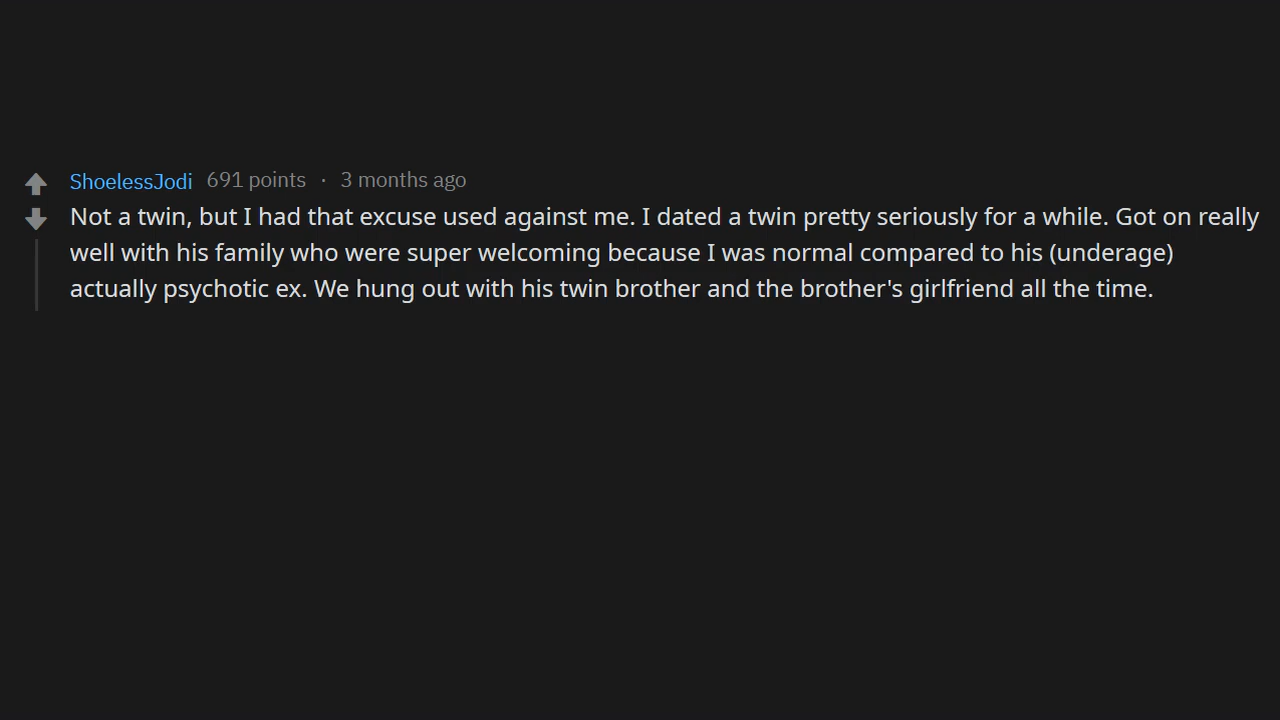 ShoelessJodi 691 points · 3 months ago
Not a twin, but I had that excuse used against me. I dated a twin pretty seriously for a while. Got on really
well with his family who were super welcoming because I was normal compared to his (underage)
actually psychotic ex. We hung out with his twin brother and the brother's girlfriend all the time.